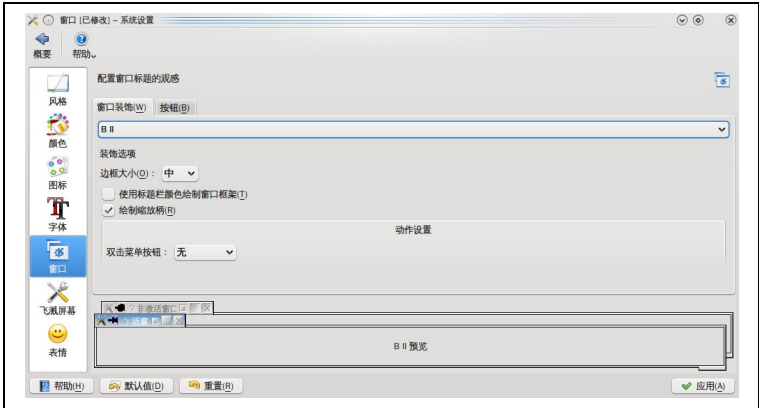 窗口 [已修改] – 系统设置
概要 帮助
配置窗口标题的观感
风格
颜色
图标
字体
窗口
飞溅屏幕
表情
窗口装饰(W) 按钮(B)
B II
装饰选项
边框大小(O)： 中
使用标题栏颜色绘制窗口框架(T)
绘制缩放柄(R)
动作设置
双击菜单按钮： 无
? 非激活窗口
B II 预览
帮助(H) 默认值(D) 重置(R) 应用(A)